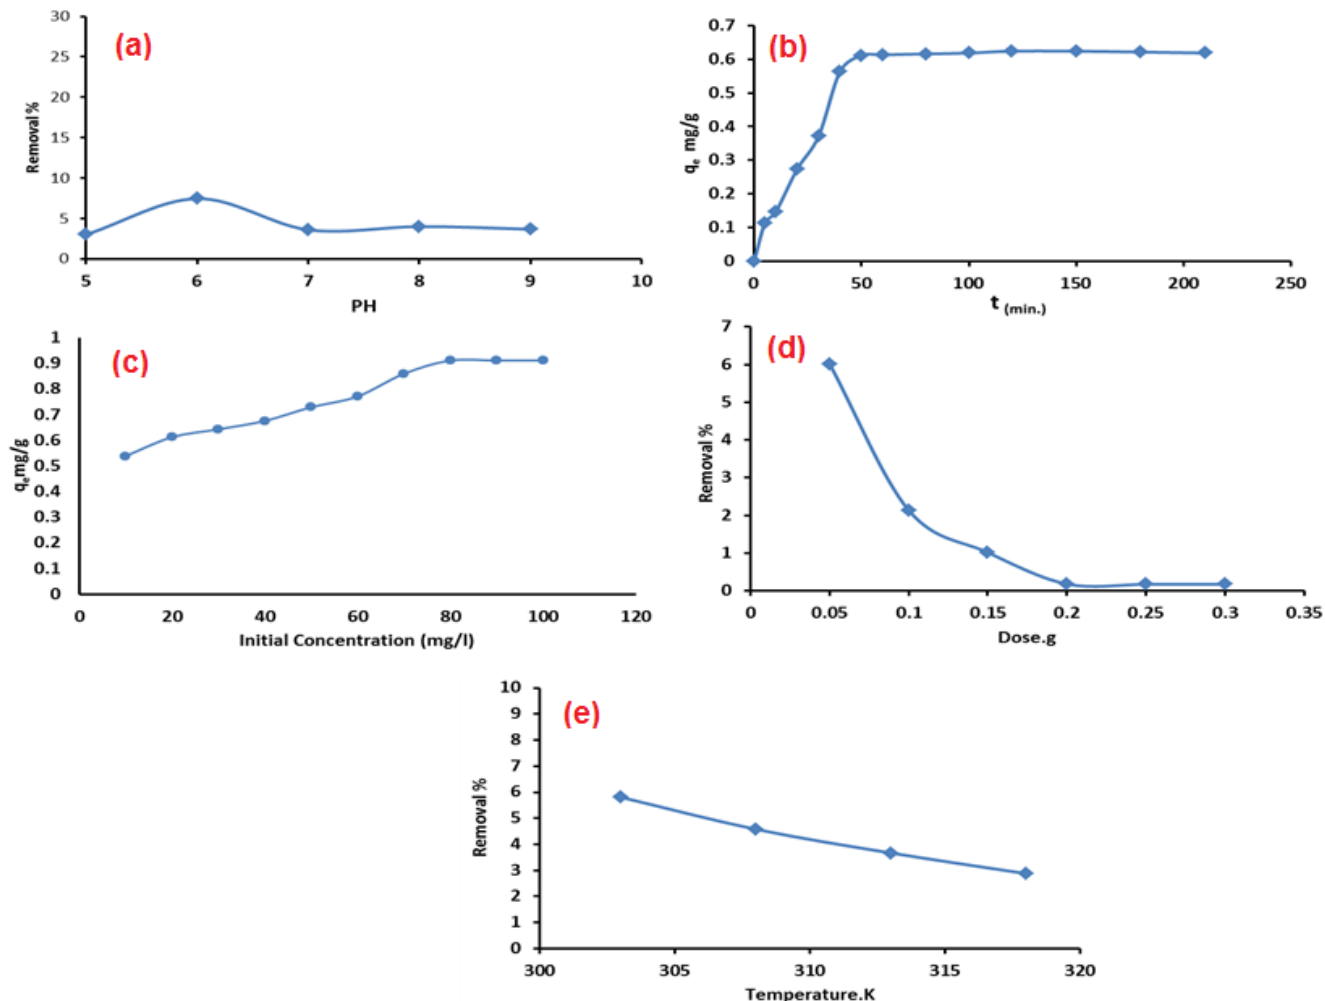 (a)
30
25
20
15
10
5
0
Removal %
5 6 7 8 9 10
PH
(b)
0.7
0.6
0.5
0.4
0.3
0.2
0.1
0
qe mg/g
0 50 100 150 200 250
t (min.)
(c)
1
0.9
0.8
0.7
0.6
0.5
0.4
0.3
0.2
0.1
0
qemg/g
0 20 40 60 80 100 120
Initial Concentration (mg/l)
(d)
7
6
5
4
3
2
1
0
Removal %
0 0.05 0.1 0.15 0.2 0.25 0.3 0.35
Dose.g
(e)
10
9
8
7
6
5
4
3
2
1
0
Removal %
300 305 310 315 320
Temperature.K